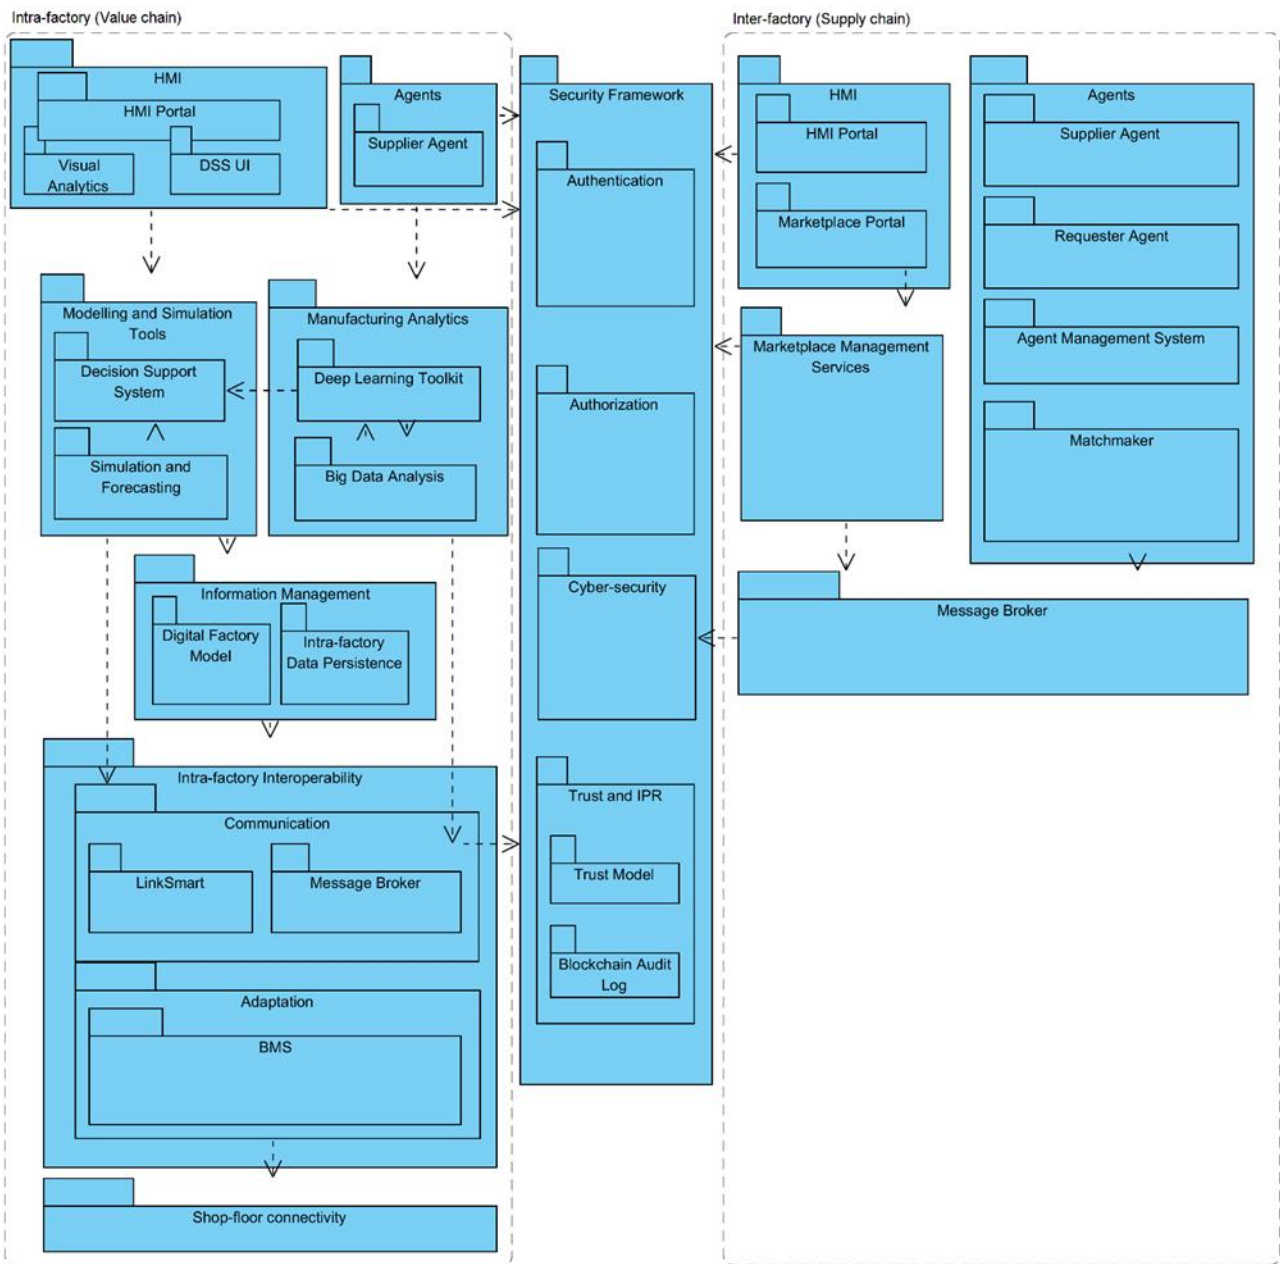 Intra-factory (Value chain)
HMI
HMI Portal
Visual
Analytics
DSS UI
Agents
Supplier Agent
Modelling and Simulation
Tools
Decision Support
System
Simulation and
Forecasting
Manufacturing Analytics
Deep Learning Toolkit
Big Data Analysis
Information Management
Digital Factory
Model
Intra-factory
Data Persistence
Intra-factory Interoperability
Communication
LinkSmart
Message Broker
Adaptation
BMS
Shop-floor connectivity
Security Framework
Authentication
Authorization
Cyber-security
Trust and IPR
Trust Model
Blockchain Audit
Log
Inter-factory (Supply chain)
HMI
HMI Portal
Marketplace Portal
Marketplace Management
Services
Agents
Supplier Agent
Requester Agent
Agent Management System
Matchmaker
Message Broker